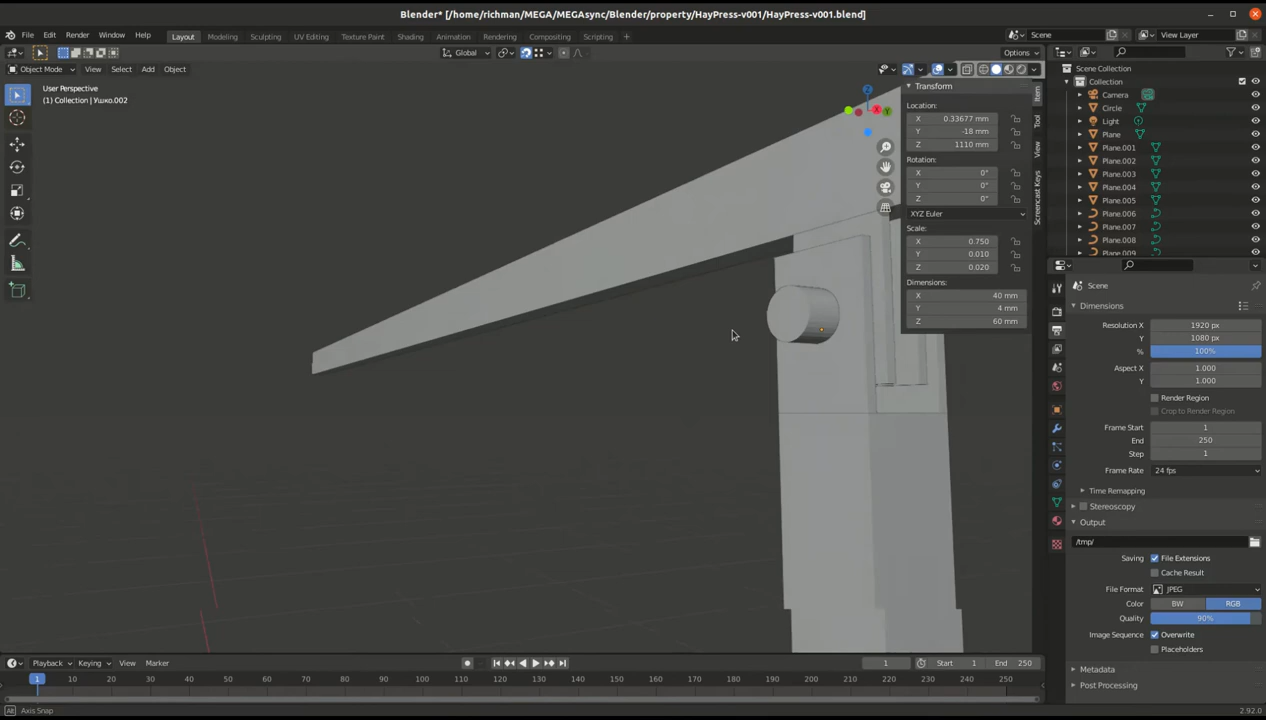 Blender* [/home/richman/MEGA/MEGAsync/Blender/property/HayPress-v001/HayPress-v001.blend]
File Edit Render Window Help Layout Modeling Sculpting UV Editing Texture Paint Shading Animation Rendering Compositing Scripting + Scene View Layer
Global Options
Object Mode View Select Add Object
User Perspective
(1) Collection | Ушко.002
Z
X
Y
Transform
Location:
X 0.33677 mm
Y -18 mm
Z 1110 mm
Rotation:
X 0°
Y 0°
Z 0°
XYZ Euler
Scale:
X 0.750
Y 0.010
Z 0.020
Dimensions:
X 40 mm
Y 4 mm
Z 60 mm
Item
Tool
View
Screencast Keys
Scene Collection
Collection
Camera
Circle
Light
Plane
Plane.001
Plane.002
Plane.003
Plane.004
Plane.005
Plane.006
Plane.007
Plane.008
Plane.009
Scene
Dimensions
Resolution X 1920 px
Y 1080 px
% 100%
Aspect X 1.000
Y 1.000
Render Region
Crop to Render Region
Frame Start 1
End 250
Step 1
Frame Rate 24 fps
Time Remapping
Stereoscopy
Output
/tmp/
Saving File Extensions
Cache Result
File Format JPEG
Color BW RGB
Quality 90%
Image Sequence Overwrite
Placeholders
Metadata
Post Processing
Playback Keying View Marker 1 Start 1 End 250
1 10 20 30 40 50 60 70 80 90 100 110 120 130 140 150 160 170 180 190 200 210 220 230 240 250
Alt Axis Snap 2.92.0